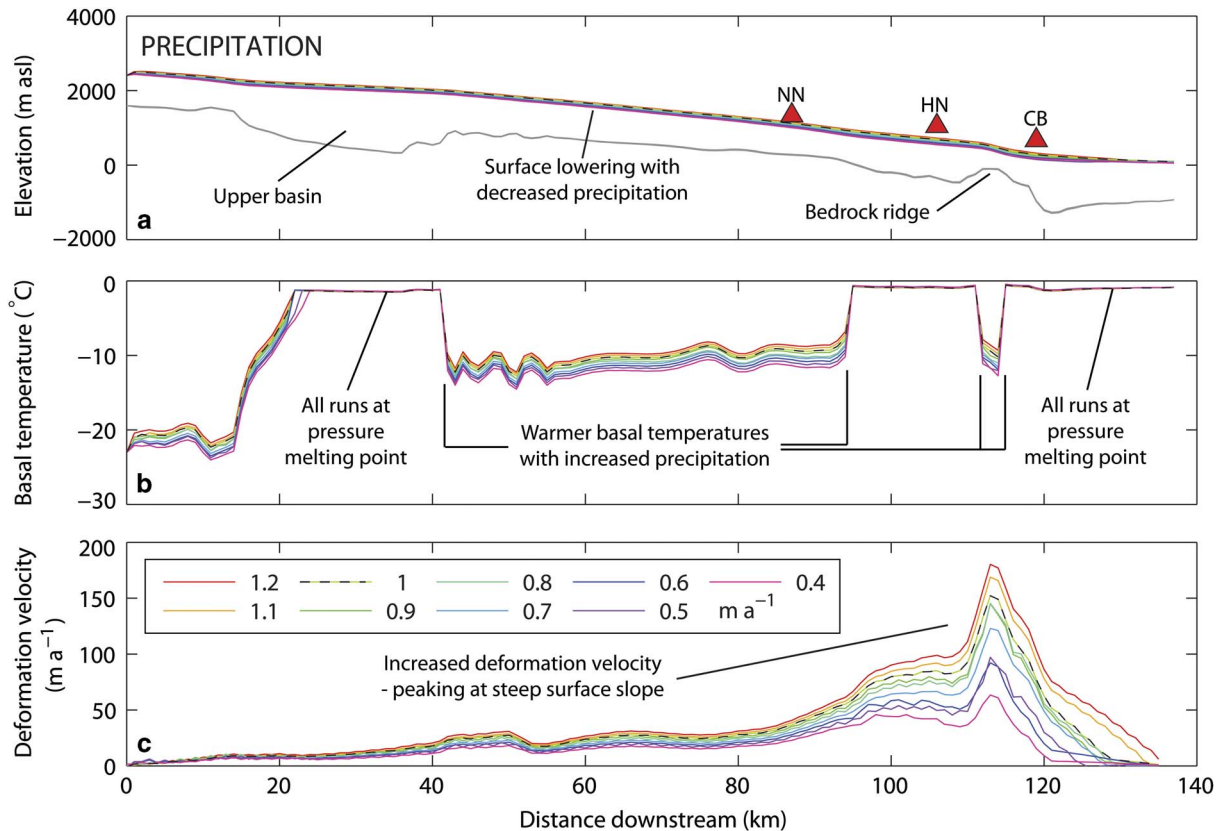 4000
2000
0
−2000
Elevation (m asl)
PRECIPITATION
NN
HN
CB
Upper basin
Surface lowering with
decreased precipitation
Bedrock ridge
a
0
−10
−20
−30
Basal temperature (°C)
All runs at
pressure
melting point
Warmer basal temperatures
with increased precipitation
All runs at
pressure
melting point
b
200
150
100
50
0
Deformation velocity
(m a⁻¹)
1.2 1 0.8 0.6 0.4
1.1 0.9 0.7 0.5 m a⁻¹
Increased deformation velocity
- peaking at steep surface slope
c
0 20 40 60 80 100 120 140
Distance downstream (km)